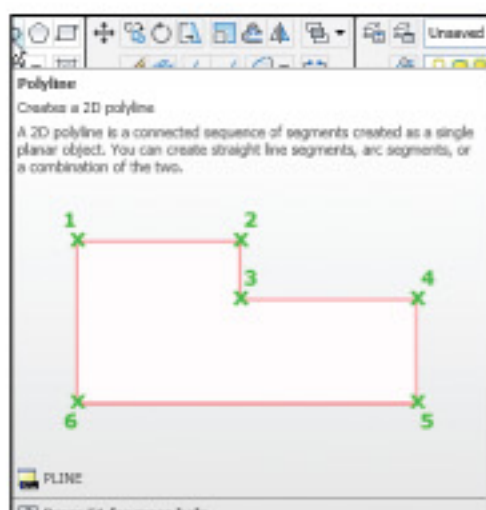 Unsaved
Polyline
Creates a 2D polyline
A 2D polyline is a connected sequence of segments created as a single
planar object. You can create straight line segments, arc segments, or
a combination of the two.
1 2
3 4
6 5
PLINE